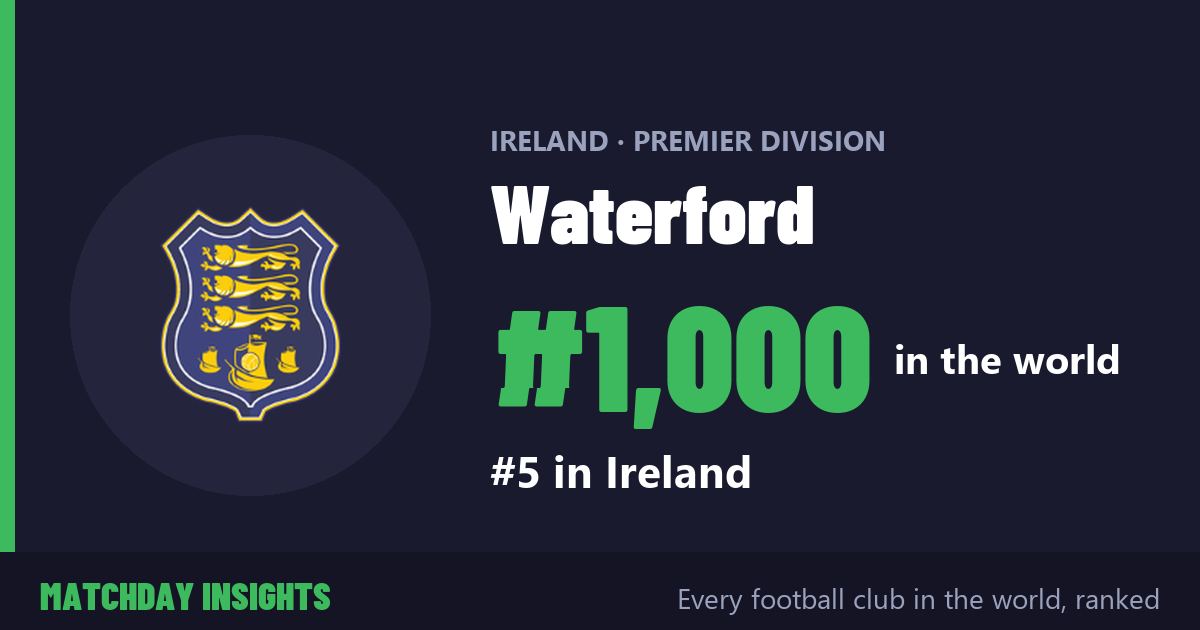 IRELAND · PREMIER DIVISION
Waterford
#1,000 in the world
#5 in Ireland
MATCHDAY INSIGHTS
Every football club in the world, ranked